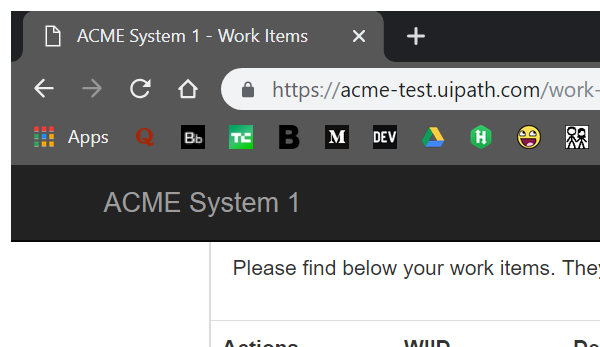 ACME System 1 - Work Items
https://acme-test.uipath.com/work-
Apps Q Bb TC B M DEV H
ACME System 1
Please find below your work items. They
Actions WIID De